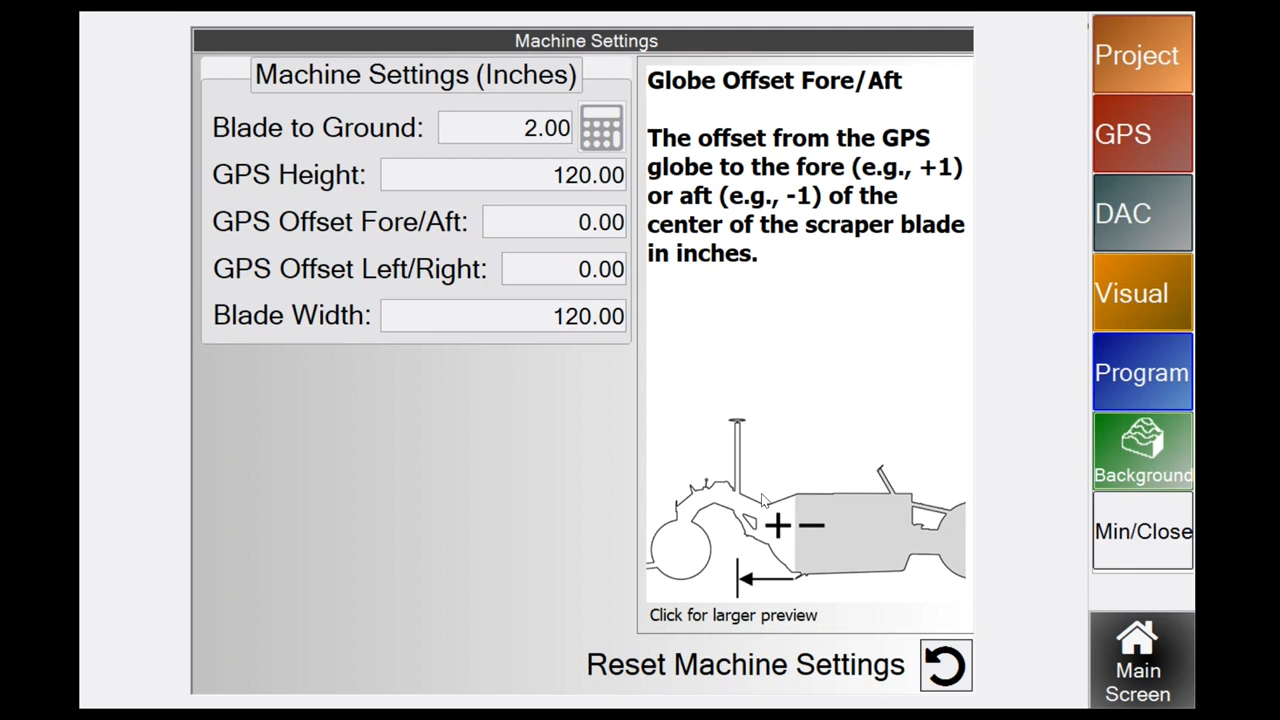 Machine Settings
Machine Settings (Inches)
Blade to Ground: 2.00
GPS Height: 120.00
GPS Offset Fore/Aft: 0.00
GPS Offset Left/Right: 0.00
Blade Width: 120.00
Globe Offset Fore/Aft
The offset from the GPS
globe to the fore (e.g., +1)
or aft (e.g., -1) of the
center of the scraper blade
in inches.
+ −
Click for larger preview
Reset Machine Settings
Project
GPS
DAC
Visual
Program
Background
Min/Close
Main
Screen